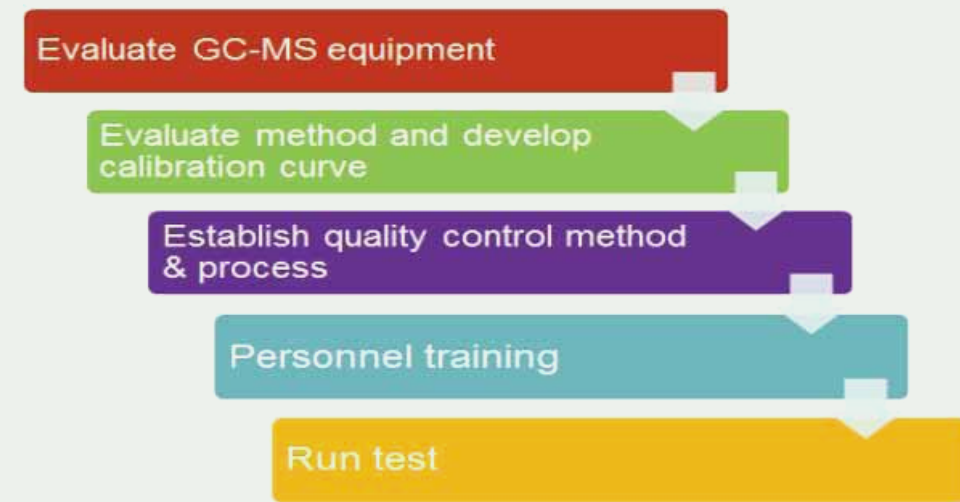 Evaluate GC-MS equipment
Evaluate method and develop
calibration curve
Establish quality control method
& process
Personnel training
Run test